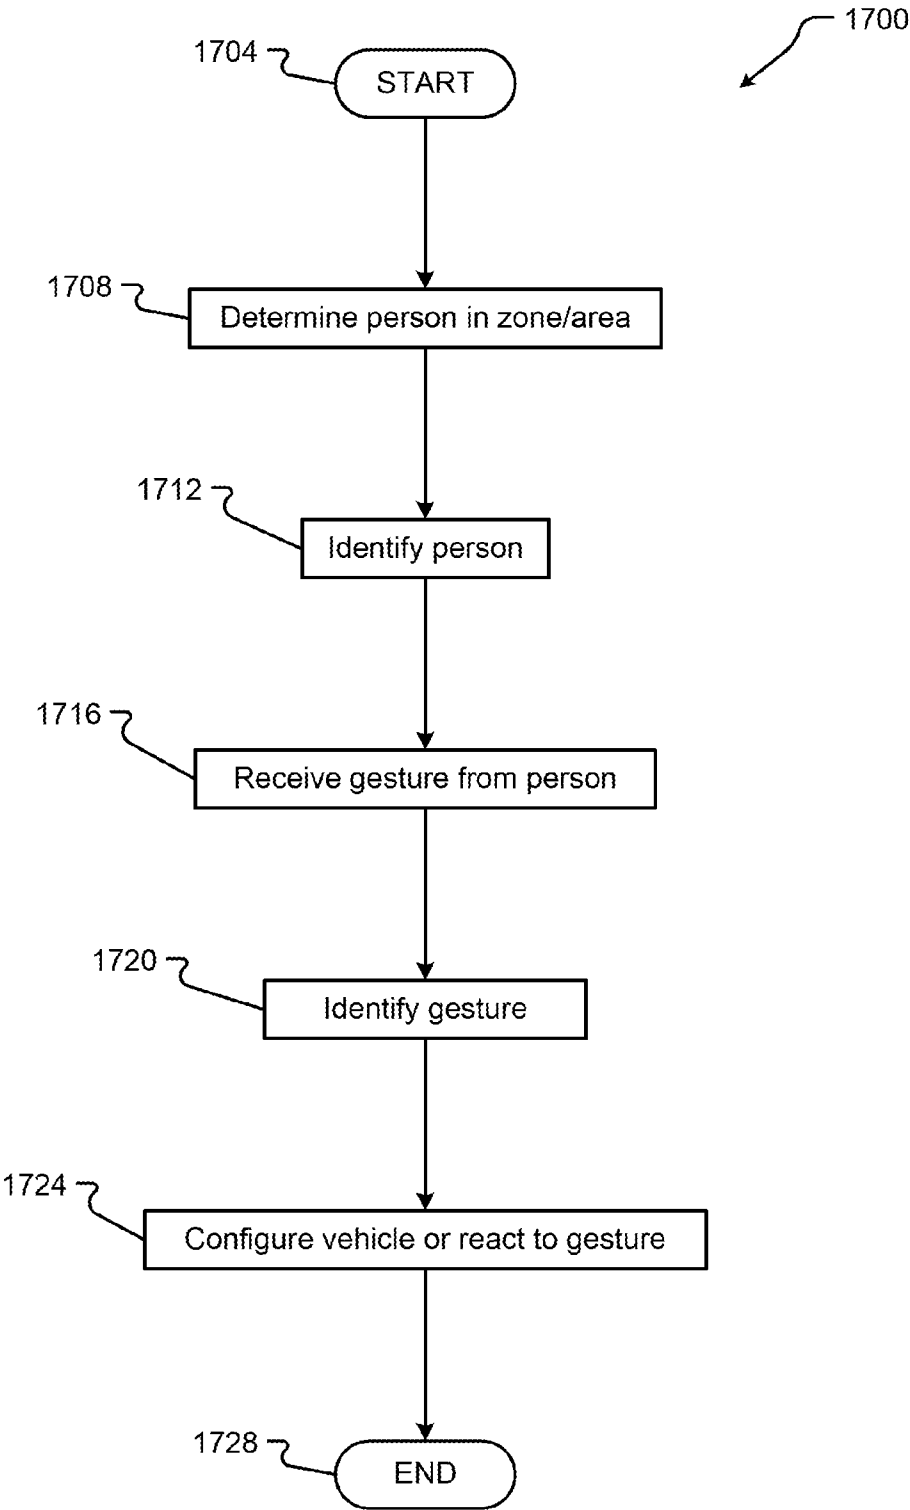 1700
1704
START
1708
Determine person in zone/area
1712
Identify person
1716
Receive gesture from person
1720
Identify gesture
1724
Configure vehicle or react to gesture
1728
END